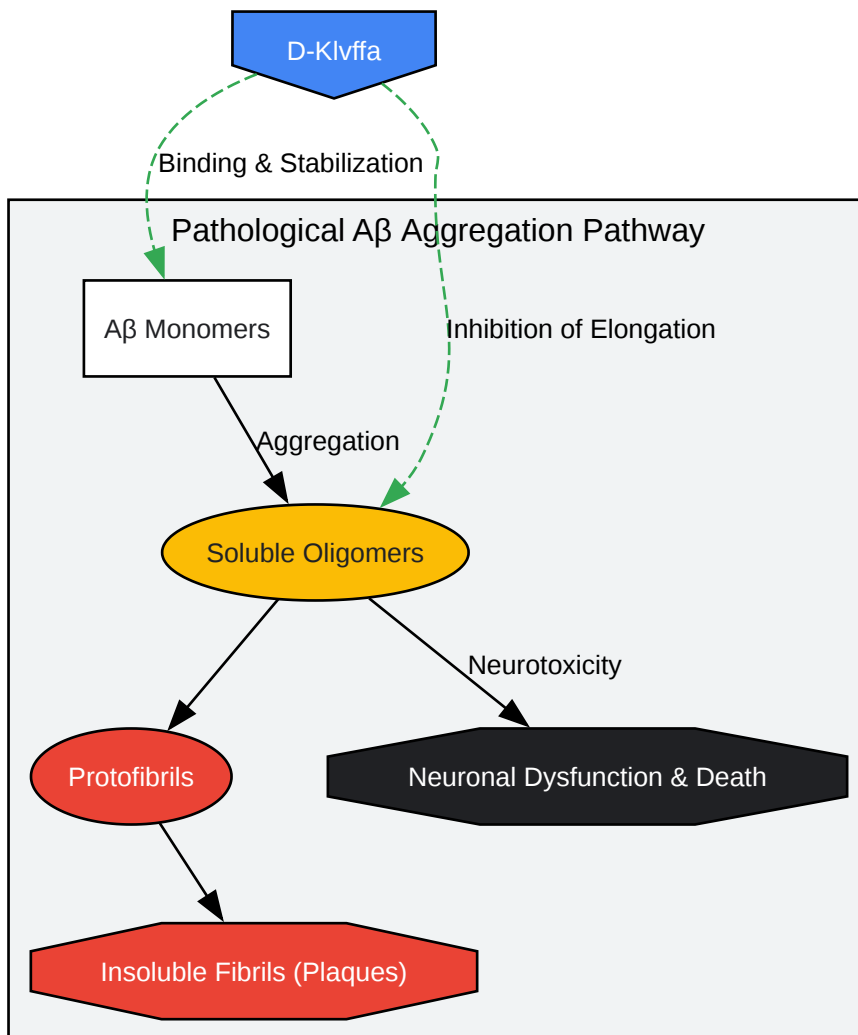 D-Klvffa
Binding & Stabilization
Pathological Aβ Aggregation Pathway
Aβ Monomers
Inhibition of Elongation
Aggregation
Soluble Oligomers
Neurotoxicity
Protofibrils
Neuronal Dysfunction & Death
Insoluble Fibrils (Plaques)